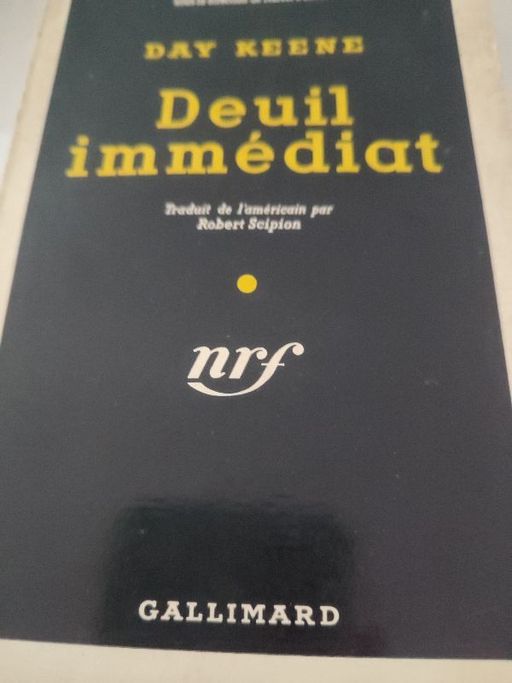 DAY KEENE
Deuil
immédiat
Traduit de l'américain par
Robert Scipion
nrf
GALLIMARD